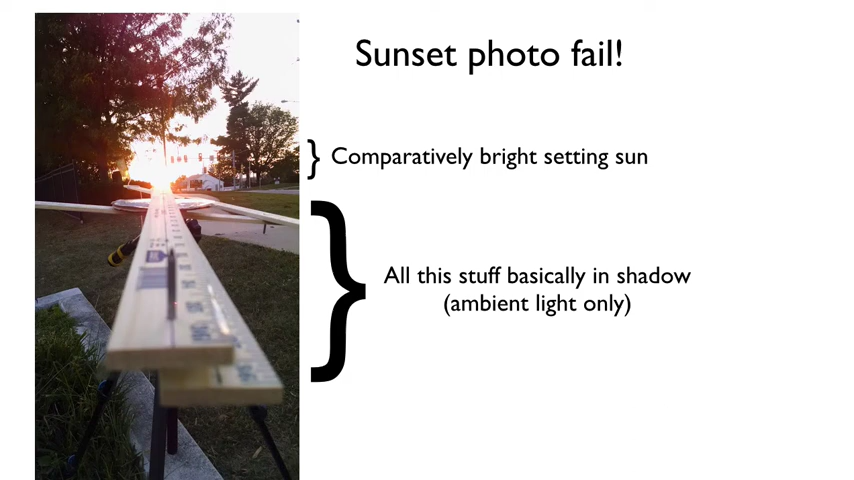 Sunset photo fail!
Comparatively bright setting sun
All this stuff basically in shadow
(ambient light only)